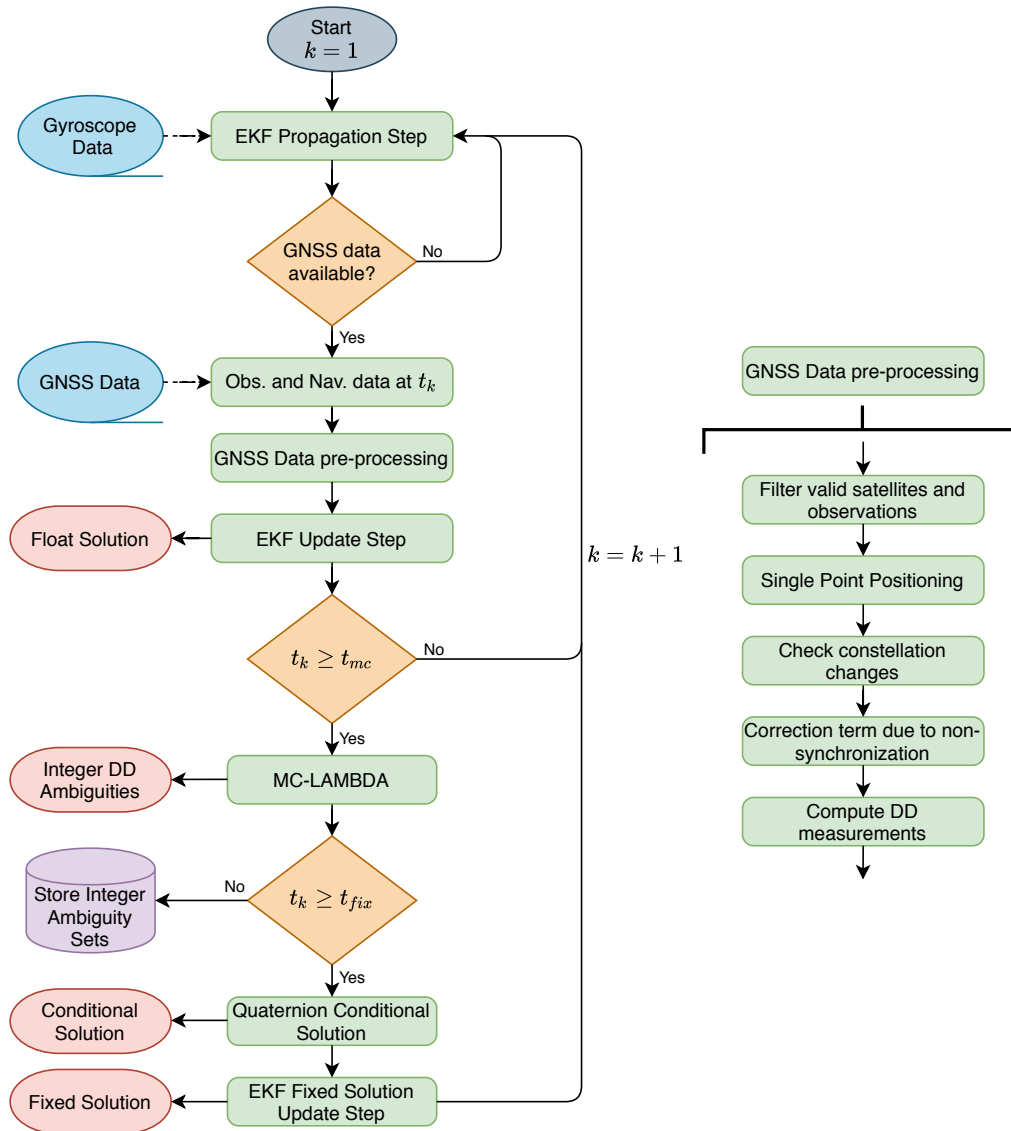 Start
k = 1
Gyroscope
Data
EKF Propagation Step
GNSS data
available?
No
Yes
GNSS Data
Obs. and Nav. data at t_k
GNSS Data pre-processing
Float Solution
EKF Update Step
k = k + 1
t_k ≥ t_{mc}
No
Yes
Integer DD
Ambiguities
MC-LAMBDA
Store Integer
Ambiguity
Sets
No
t_k ≥ t_{fix}
Yes
Conditional
Solution
Quaternion Conditional
Solution
Fixed Solution
EKF Fixed Solution
Update Step
GNSS Data pre-processing
Filter valid satellites and
observations
Single Point Positioning
Check constellation
changes
Correction term due to non-
synchronization
Compute DD
measurements